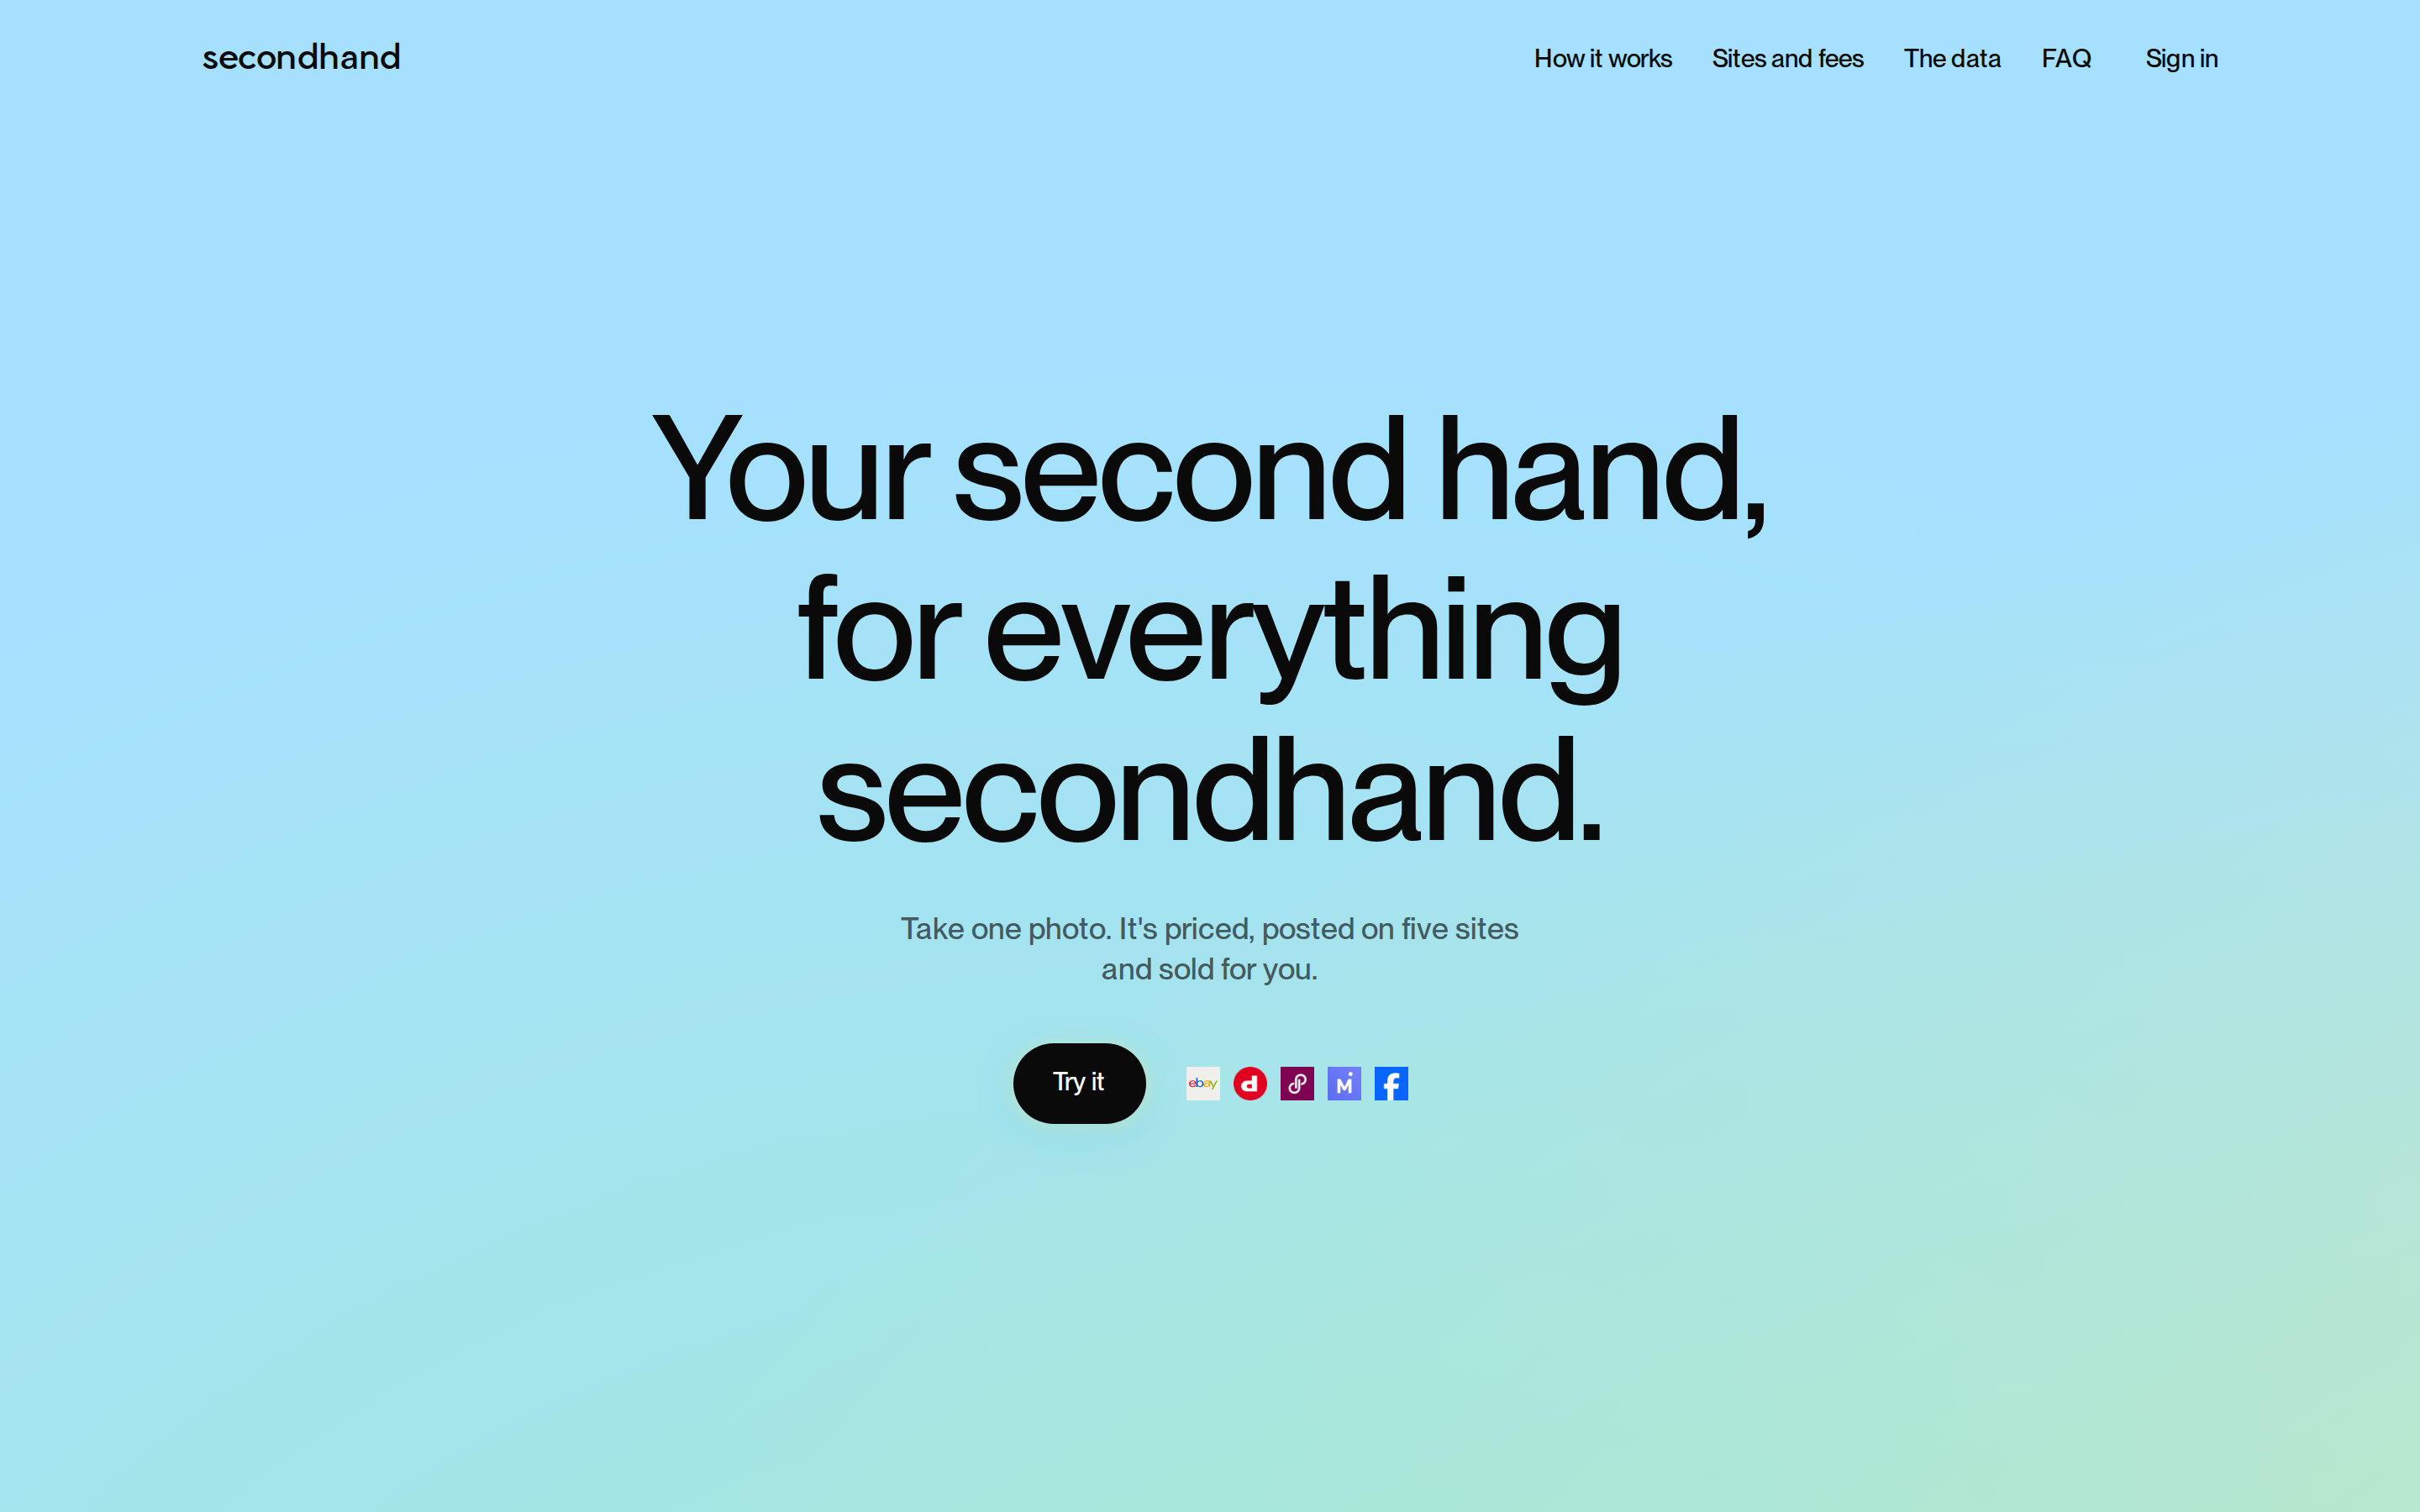 secondhand
How it works
Sites and fees
The data
FAQ
Sign in
Your second hand,
for everything
secondhand.
Take one photo. It's priced, posted on five sites
and sold for you.
Try it
ebay